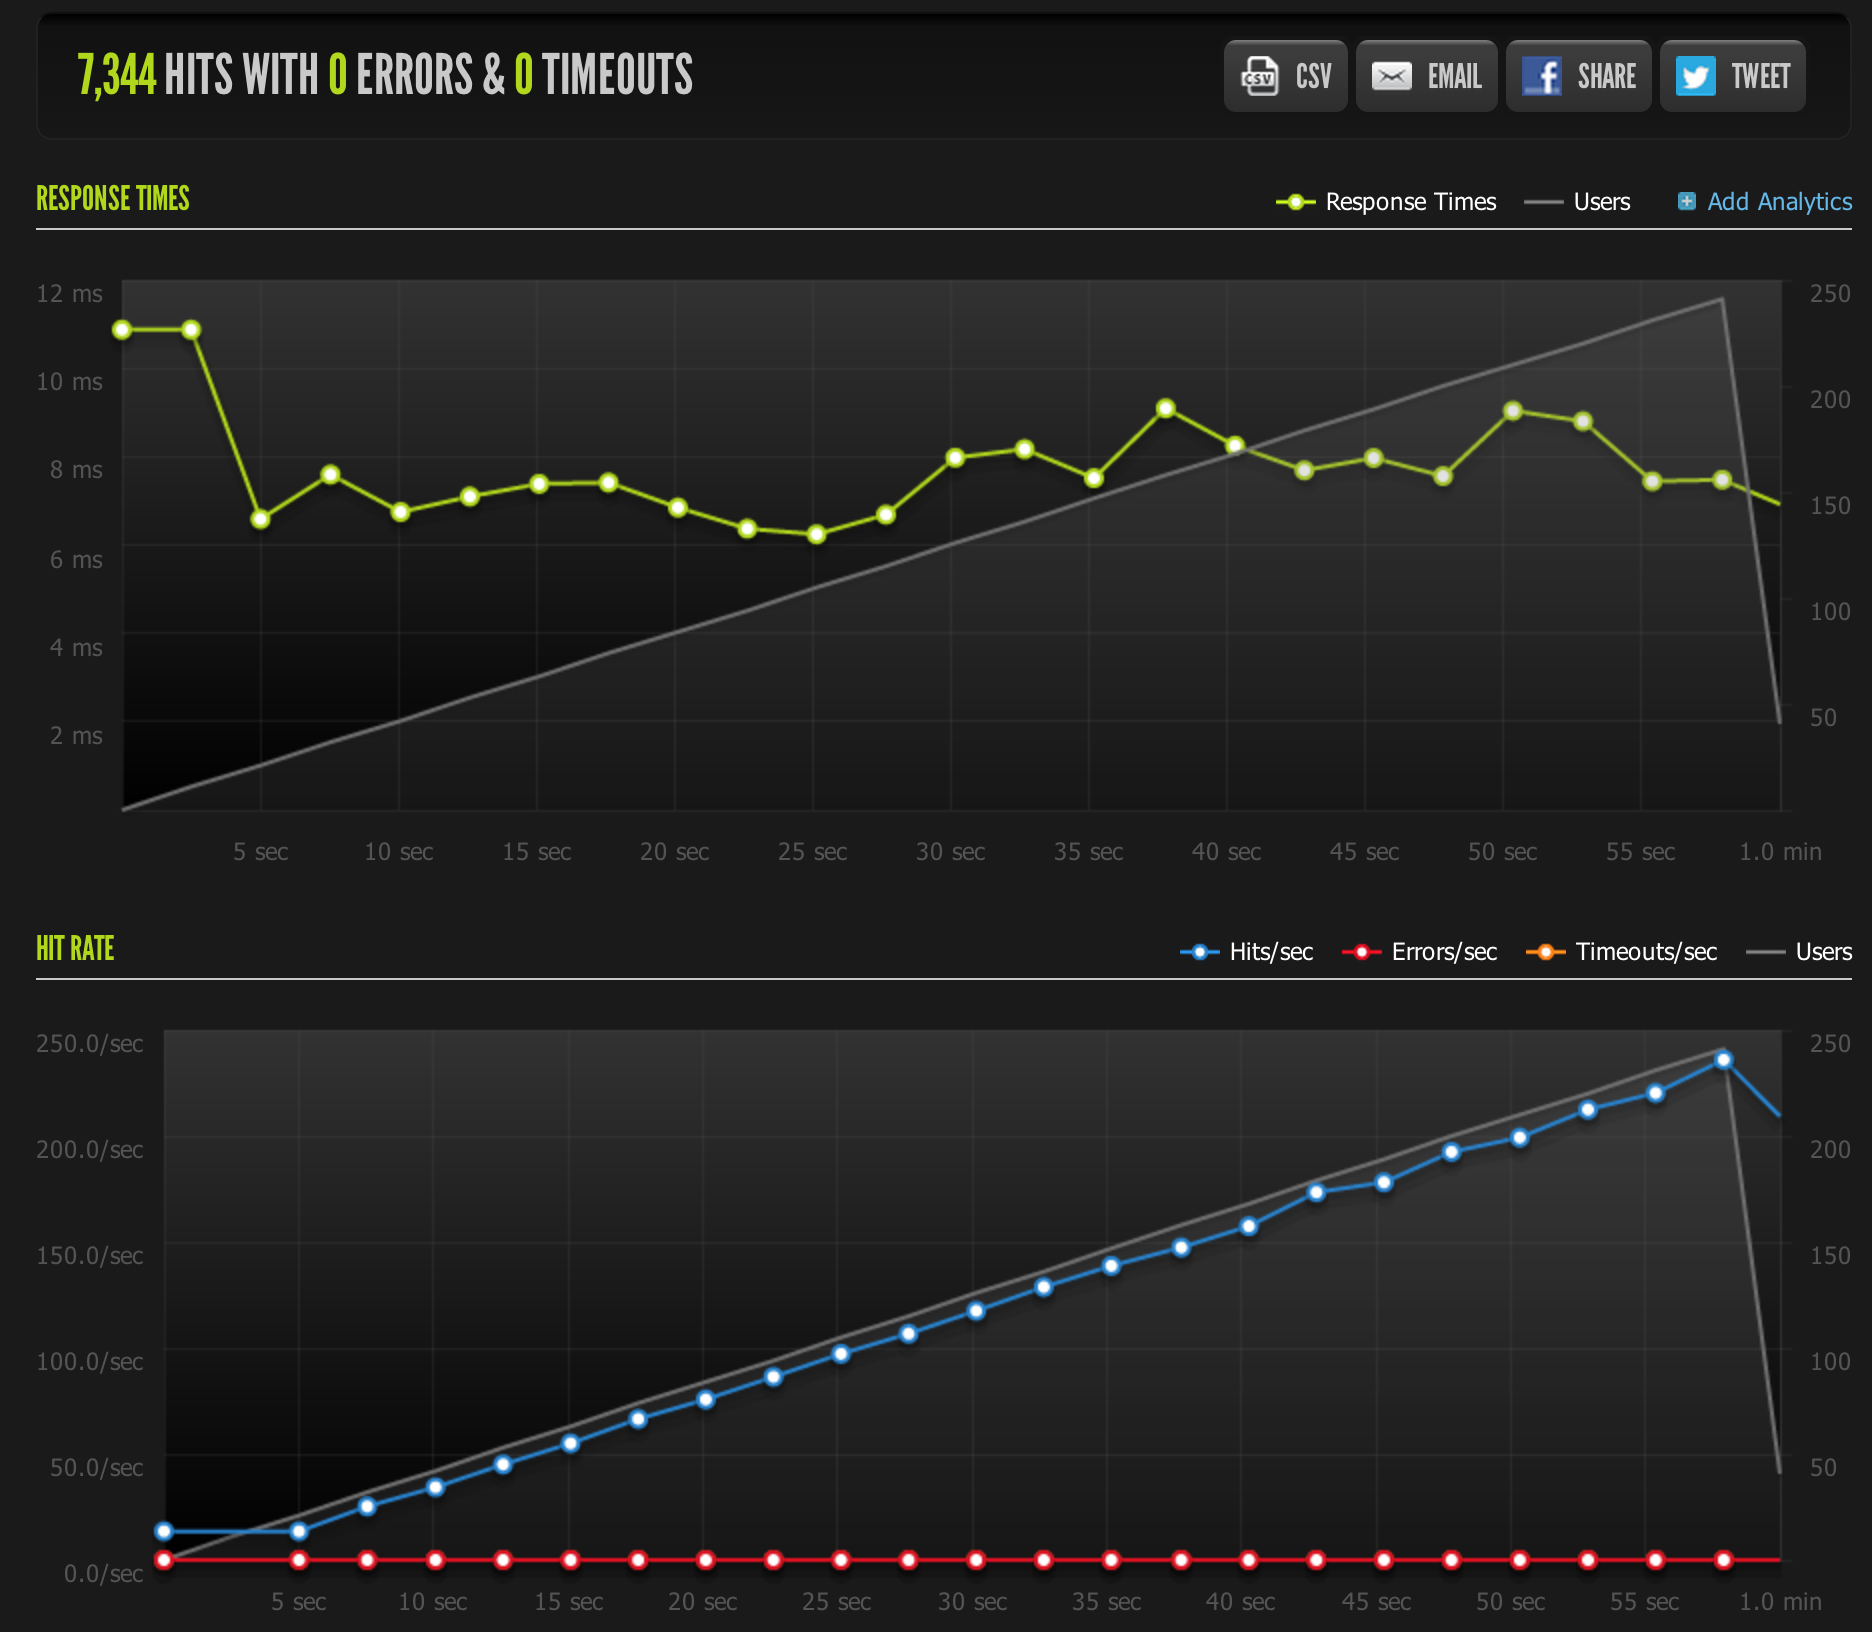 7,344 HITS WITH 0 ERRORS & 0 TIMEOUTS
CSV
EMAIL
SHARE
TWEET
RESPONSE TIMES
Response Times
Users
Add Analytics
12 ms
10 ms
8 ms
6 ms
4 ms
2 ms
250
200
150
100
50
5 sec 10 sec 15 sec 20 sec 25 sec 30 sec 35 sec 40 sec 45 sec 50 sec 55 sec 1.0 min
HIT RATE
Hits/sec
Errors/sec
Timeouts/sec
Users
250.0/sec
200.0/sec
150.0/sec
100.0/sec
50.0/sec
0.0/sec
250
200
150
100
50
5 sec 10 sec 15 sec 20 sec 25 sec 30 sec 35 sec 40 sec 45 sec 50 sec 55 sec 1.0 min